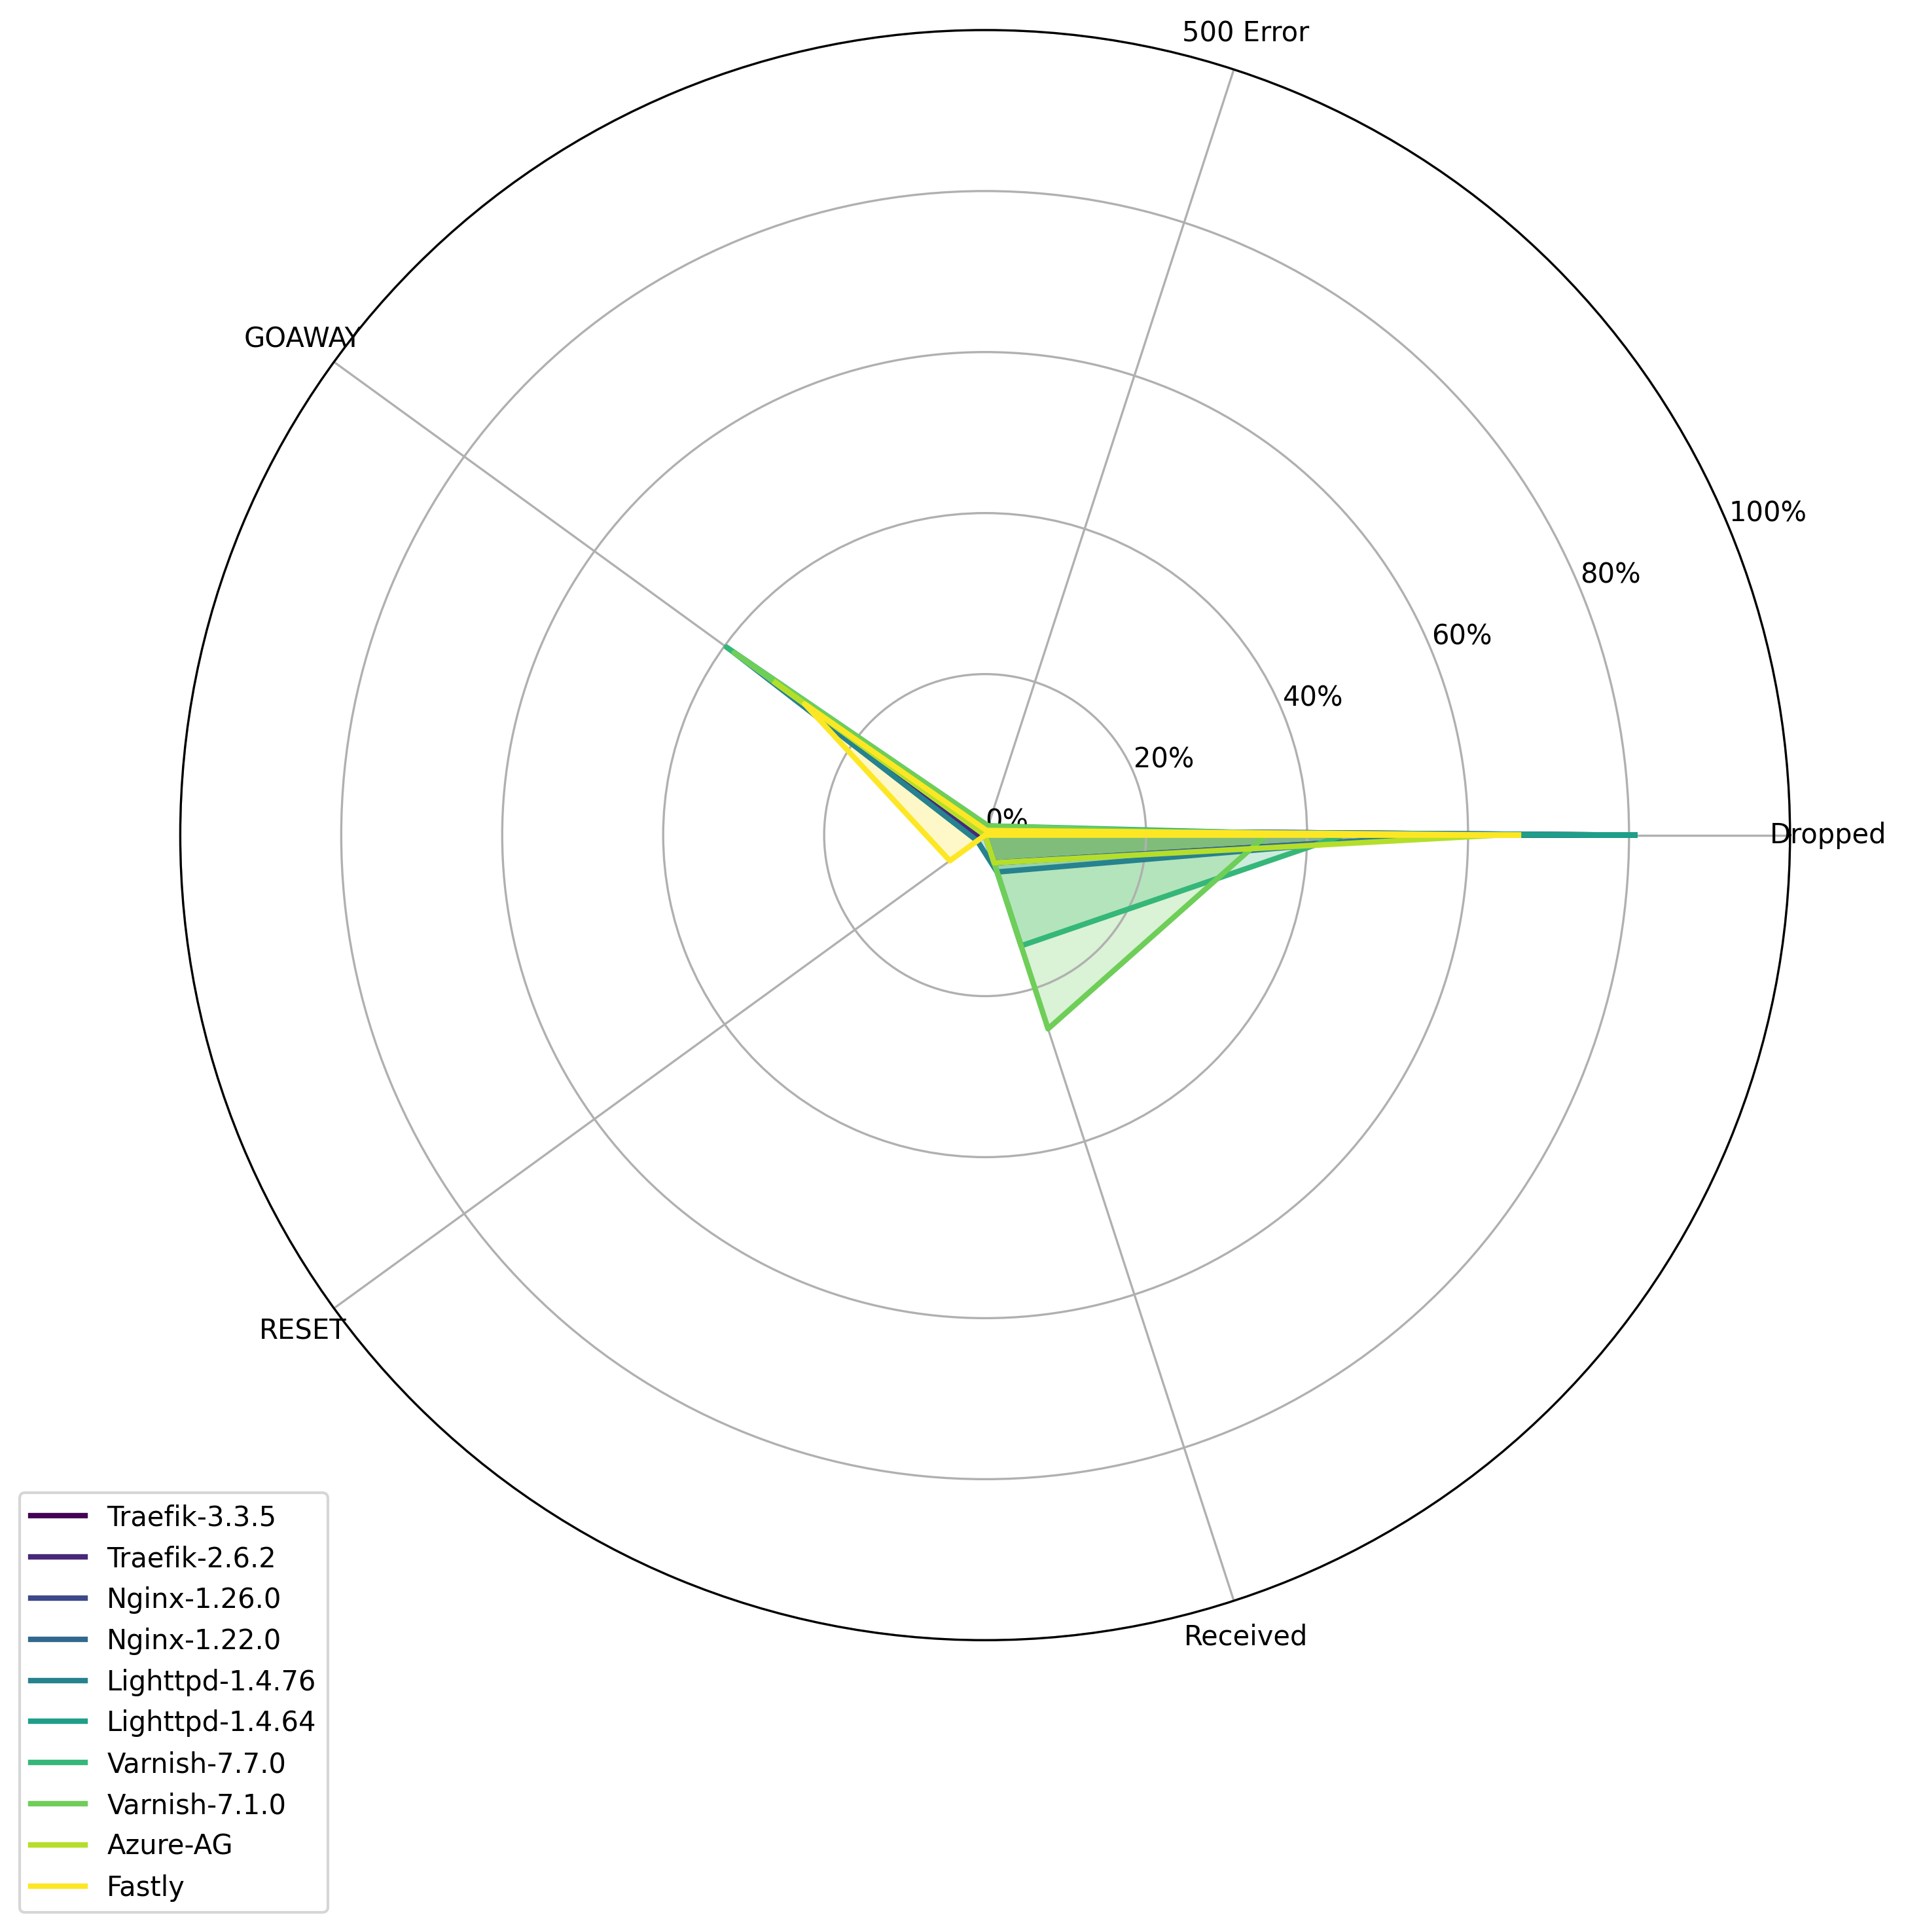 500 Error
GOAWAY
100%
80%
60%
40%
20%
0%
Dropped
RESET
Received
Traefik-3.3.5
Traefik-2.6.2
Nginx-1.26.0
Nginx-1.22.0
Lighttpd-1.4.76
Lighttpd-1.4.64
Varnish-7.7.0
Varnish-7.1.0
Azure-AG
Fastly